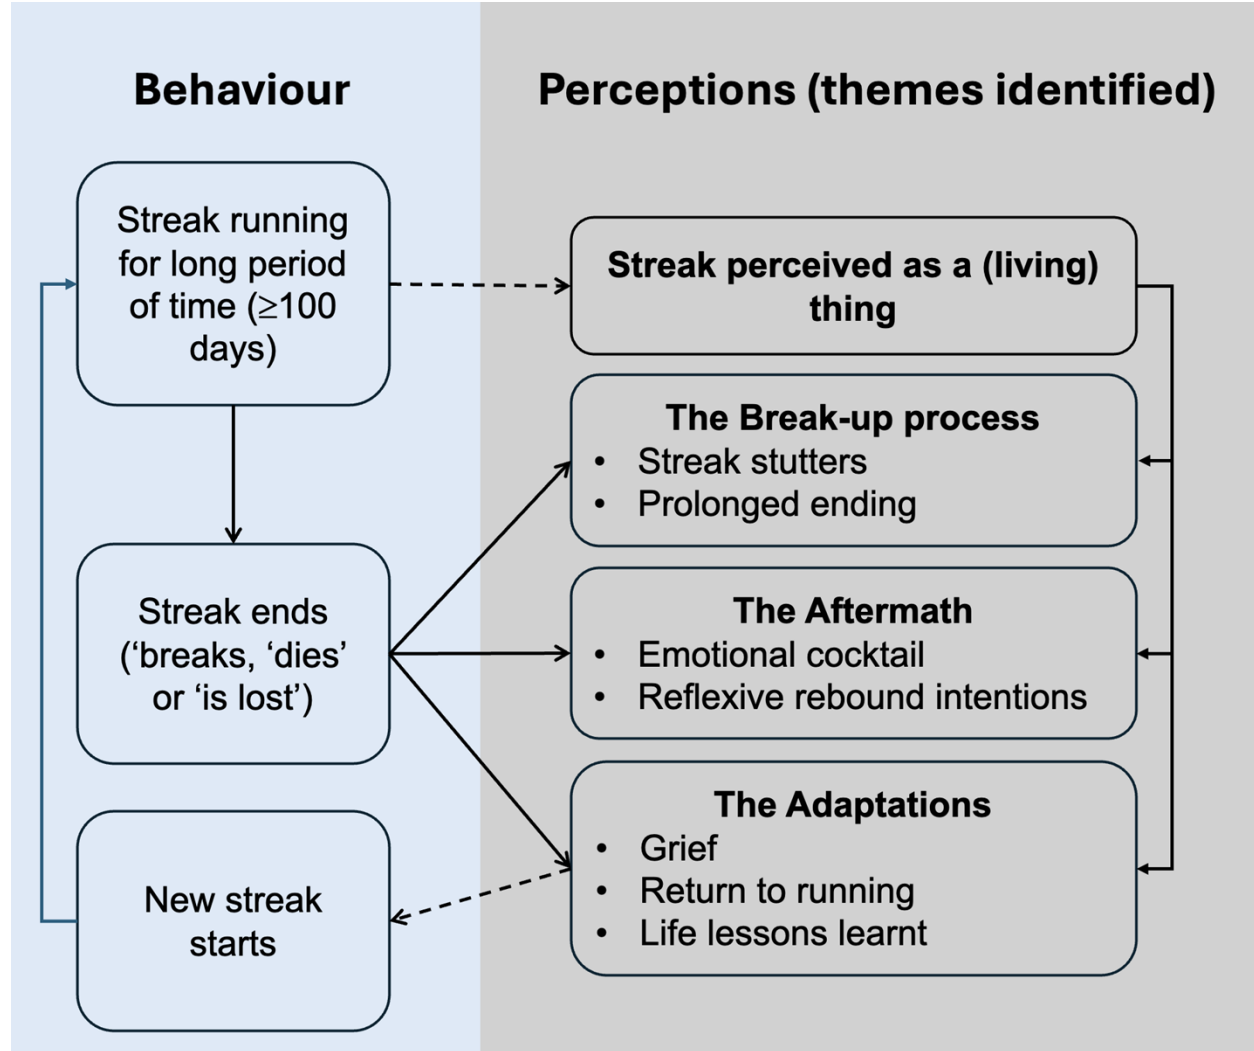 Behaviour
Streak running
for long period
of time (≥100
days)
Streak ends
(‘breaks, ‘dies’
or ‘is lost’)
New streak
starts
Perceptions (themes identified)
Streak perceived as a (living)
thing
The Break-up process
• Streak stutters
• Prolonged ending
The Aftermath
• Emotional cocktail
• Reflexive rebound intentions
The Adaptations
• Grief
• Return to running
• Life lessons learnt